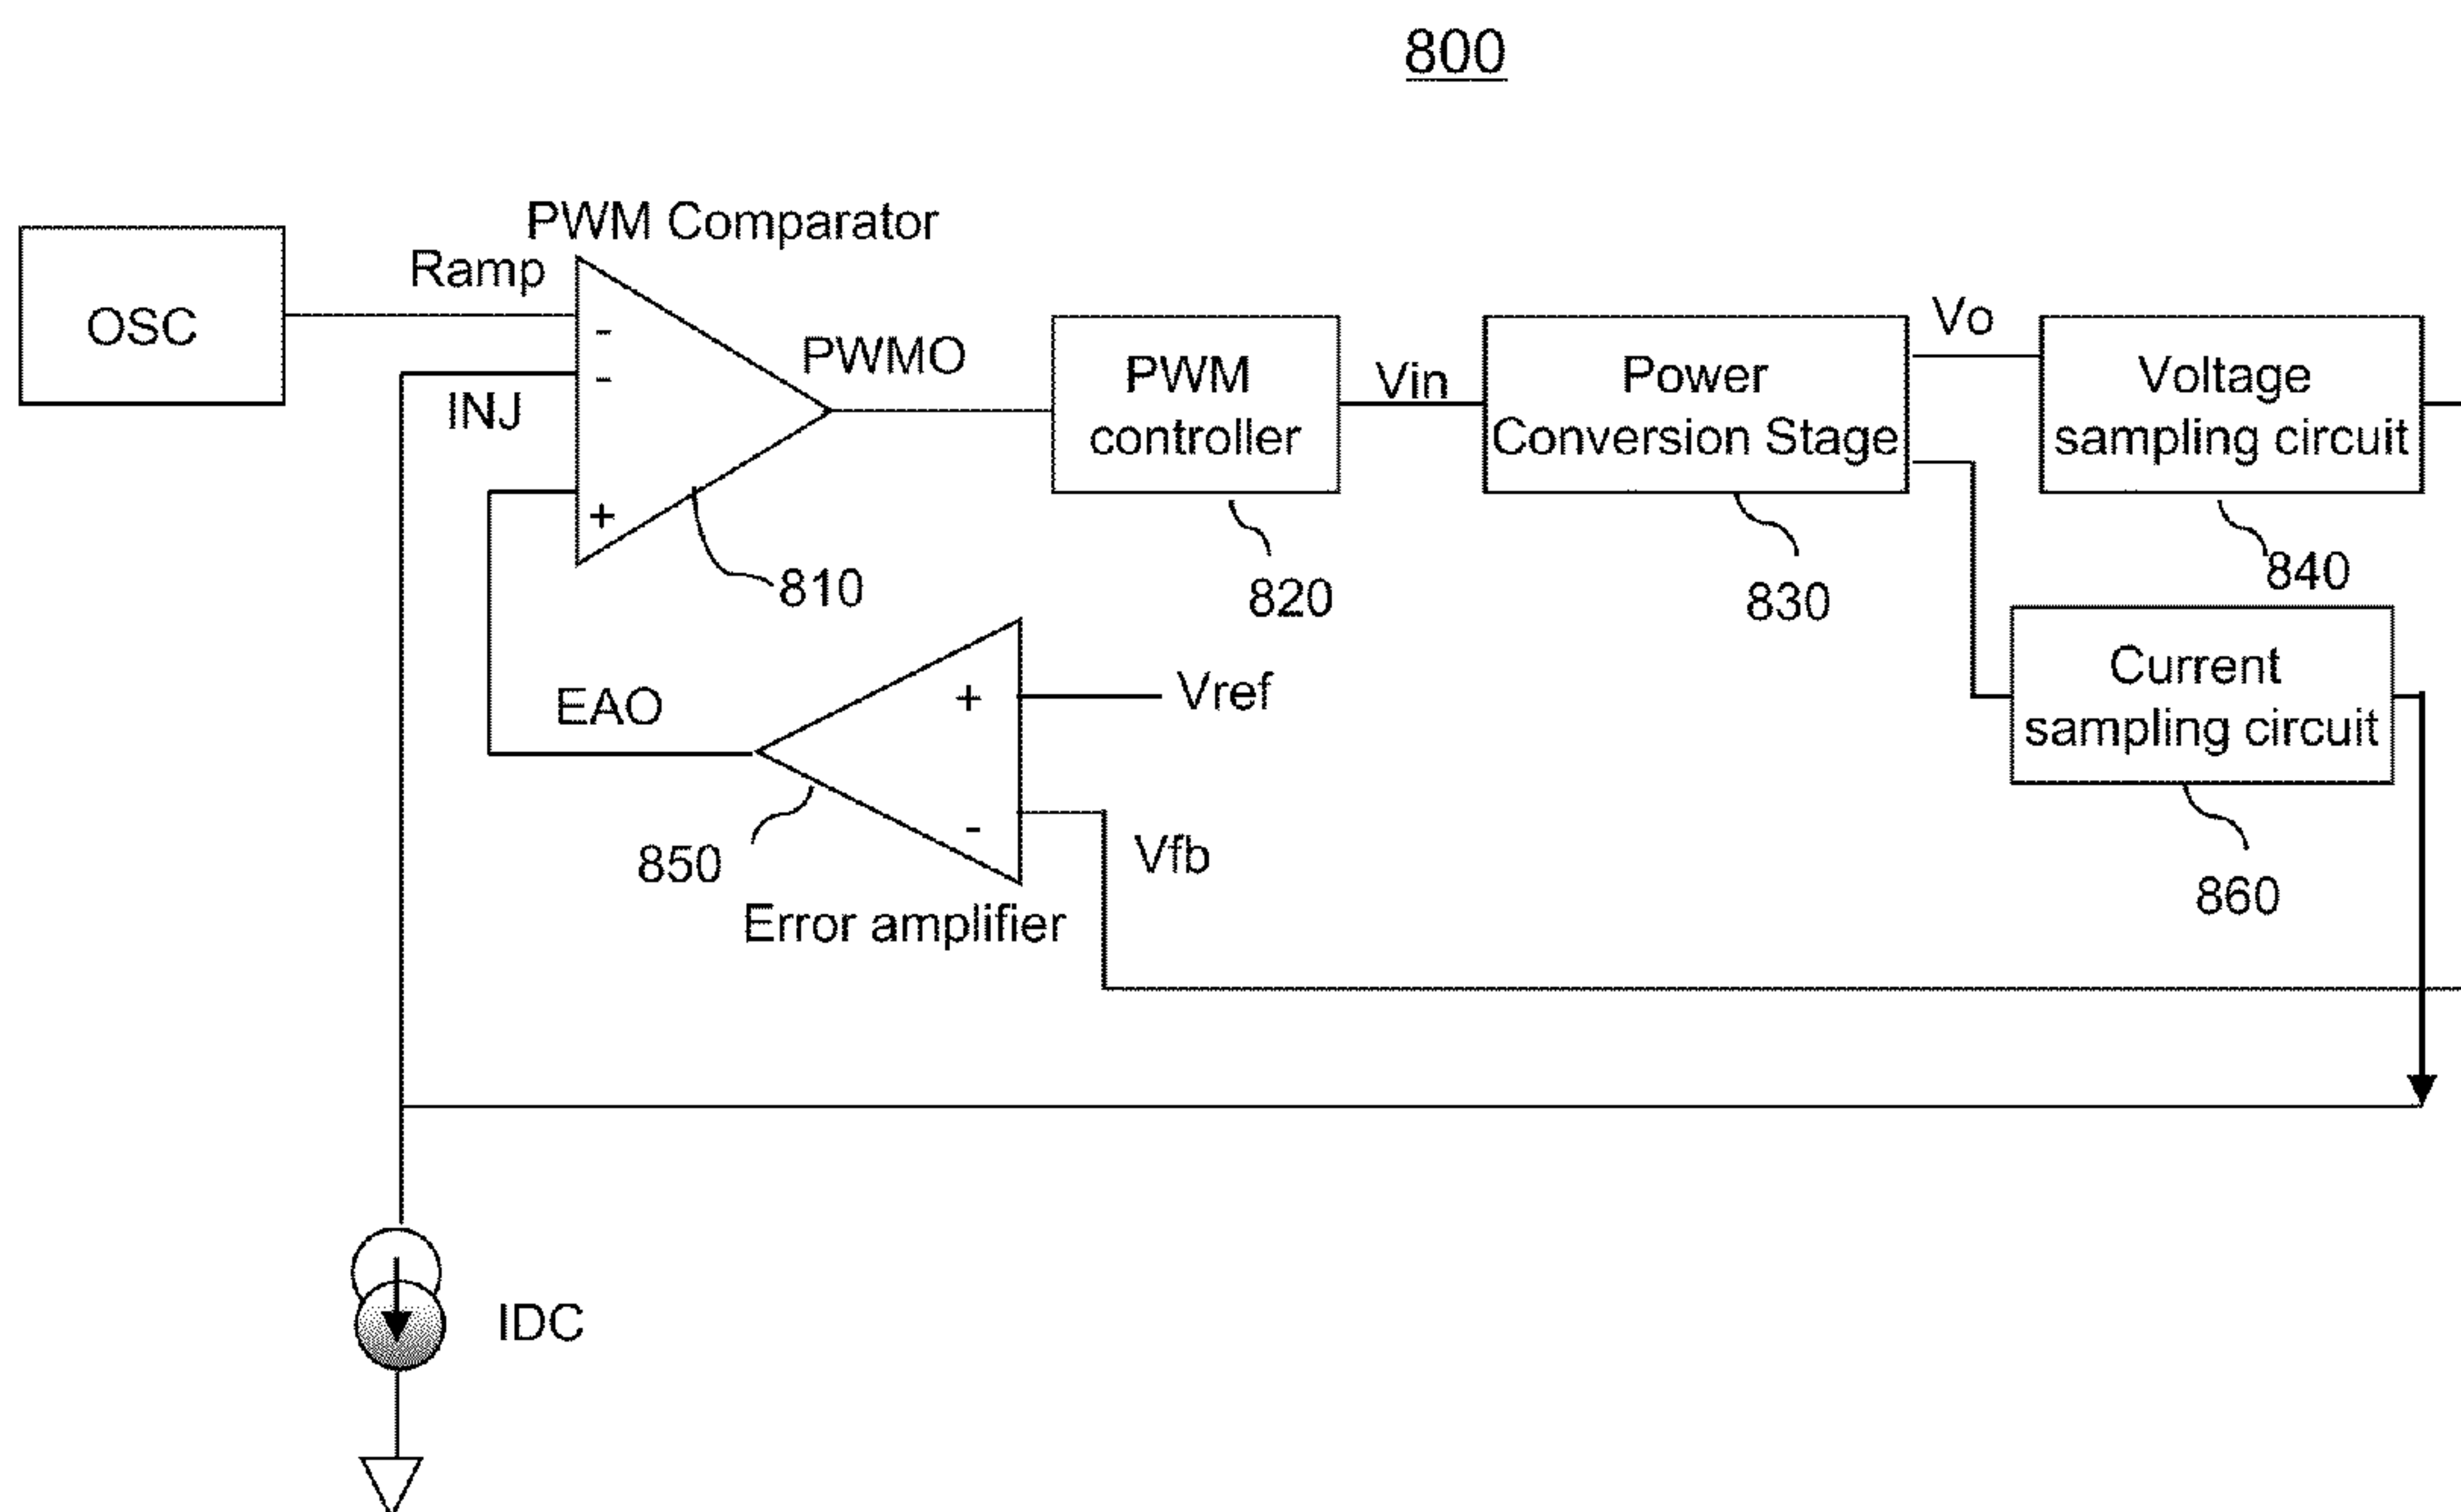 800
PWM Comparator
Ramp
OSC
-
-
INJ
+
PWMO
810
PWM
controller
820
Vin
Power
Conversion Stage
830
Vo
Voltage
sampling circuit
840
Current
sampling circuit
860
EAO
+
Vref
-
Vfb
850
Error amplifier
IDC